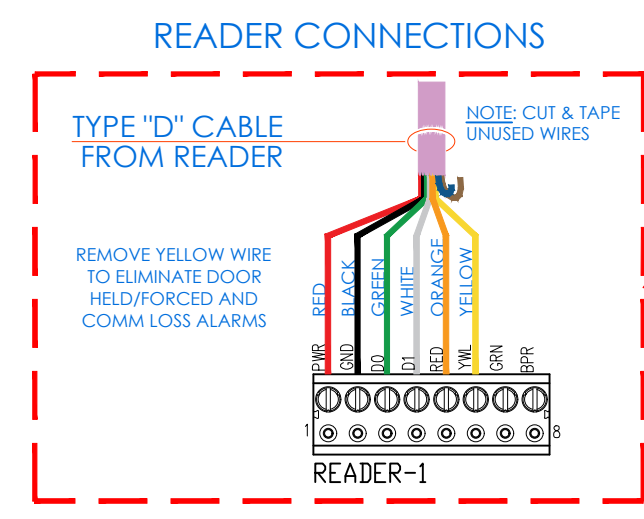 READER CONNECTIONS
TYPE "D" CABLE
FROM READER
NOTE: CUT & TAPE
UNUSED WIRES
REMOVE YELLOW WIRE
TO ELIMINATE DOOR
HELD/FORCED AND
COMM LOSS ALARMS
RED
BLACK
GREEN
WHITE
ORANGE
YELLOW
PWR
GND
D0
D1
RED
YWL
GRN
BPR
1
8
READER-1